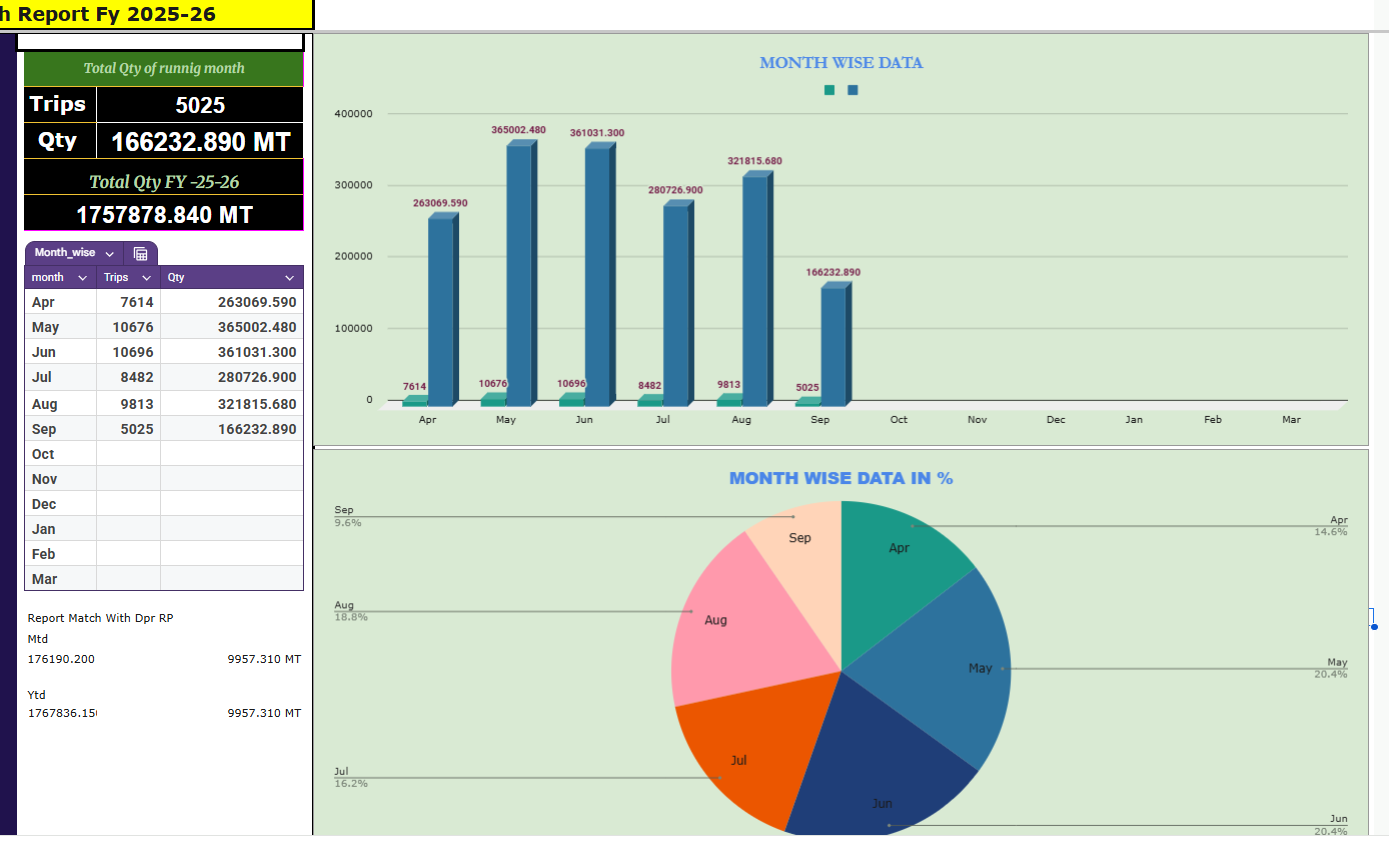 h Report Fy 2025-26
Total Qty of runnig month
Trips 5025
Qty 166232.890 MT
Total Qty FY -25-26
1757878.840 MT
Month_wise
month Trips Qty
Apr 7614 263069.590
May 10676 365002.480
Jun 10696 361031.300
Jul 8482 280726.900
Aug 9813 321815.680
Sep 5025 166232.890
Oct
Nov
Dec
Jan
Feb
Mar
Report Match With Dpr RP
Mtd
176190.200 9957.310 MT
Ytd
1767836.15 9957.310 MT
MONTH WISE DATA
400000
300000
200000
100000
0
263069.590
365002.480
361031.300
280726.900
321815.680
166232.890
7614
10676
10696
8482
9813
5025
Apr May Jun Jul Aug Sep Oct Nov Dec Jan Feb Mar
MONTH WISE DATA IN %
Sep
9.6%
Aug
18.8%
Jul
16.2%
Sep
Apr
Aug
May
Jul
Jun
Apr
14.6%
May
20.4%
Jun
20.4%